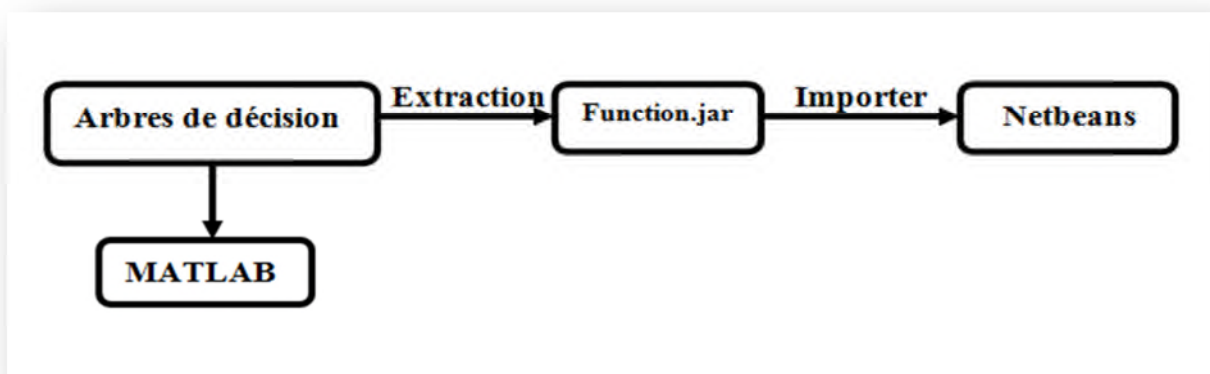 Arbres de décision
Extraction
Function.jar
Importer
Netbeans
MATLAB